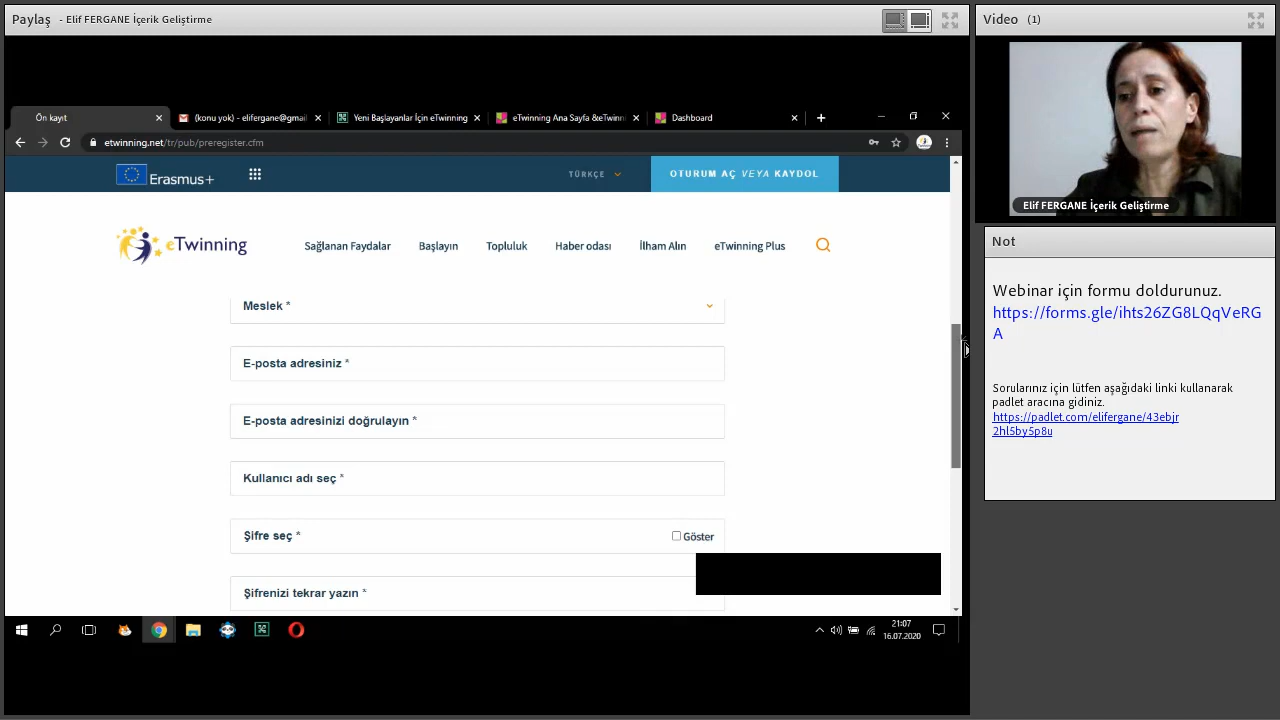 Paylaş - Elif FERGANE İçerik Geliştirme
Ön kayıt
(konu yok) - elifergane@gmai
Yeni Başlayanlar İçin eTwinning
eTwinning Ana Sayfa &eTwinn
Dashboard
etwinning.net/tr/pub/preregister.cfm
Erasmus+
TÜRKÇE
OTURUM AÇ VEYA KAYDOL
eTwinning
Sağlanan Faydalar
Başlayın
Topluluk
Haber odası
İlham Alın
eTwinning Plus
Meslek *
E-posta adresiniz *
E-posta adresinizi doğrulayın *
Kullanıcı adı seç *
Şifre seç *
Göster
Şifrenizi tekrar yazın *
21:07
16.07.2020
Video (1)
Elif FERGANE İçerik Geliştirme
Not
Webinar için formu doldurunuz.
https://forms.gle/ihts26ZG8LQqVeRG
A
Sorularınız için lütfen aşağıdaki linki kullanarak
padlet aracına gidiniz.
https://padlet.com/elifergane/43ebjr
2hl5by5p8u